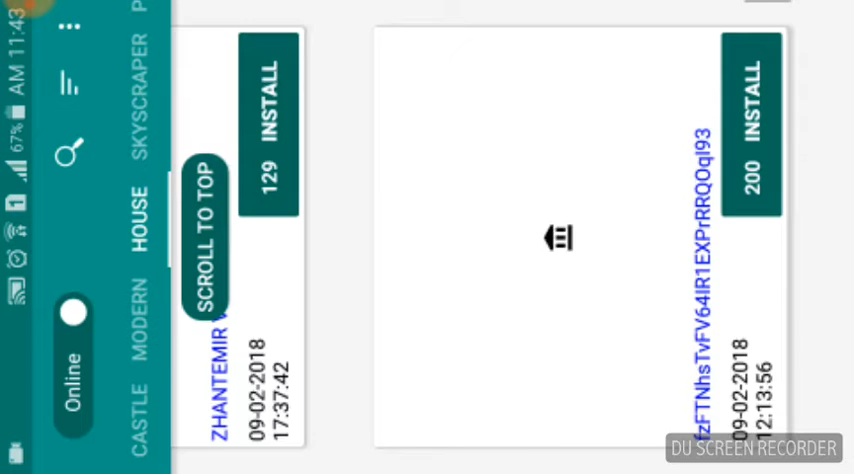 67% AM 11:43
Online
CASTLE MODERN HOUSE SKYSCRAPER P
SCROLL TO TOP
ZHANTEMIR
09-02-2018
17:37:42
129 INSTALL
fzFTNhsTvFV64IR1EXPrRRQOqI93
09-02-2018
12:13:56
200 INSTALL
DU SCREEN RECORDER